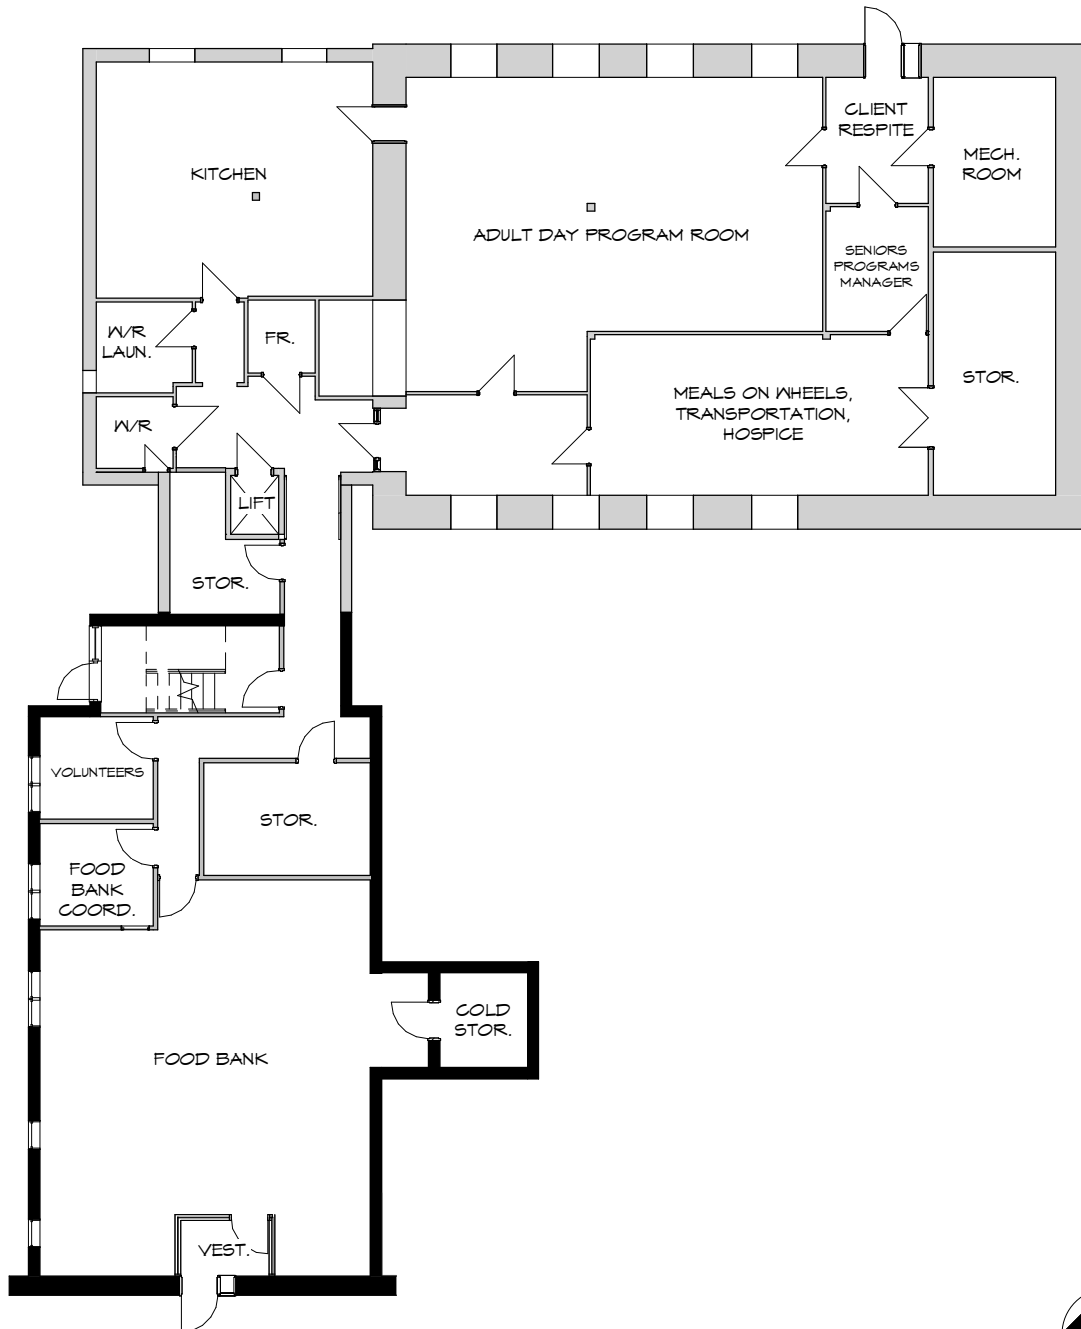 KITCHEN
ADULT DAY PROGRAM ROOM
CLIENT
RESPITE
MECH.
ROOM
SENIORS
PROGRAMS
MANAGER
W/R
LAUN.
FR.
MEALS ON WHEELS,
TRANSPORTATION,
HOSPICE
STOR.
W/R
LIFT
STOR.
VOLUNTEERS
STOR.
FOOD
BANK
COORD.
COLD
STOR.
FOOD BANK
VEST.